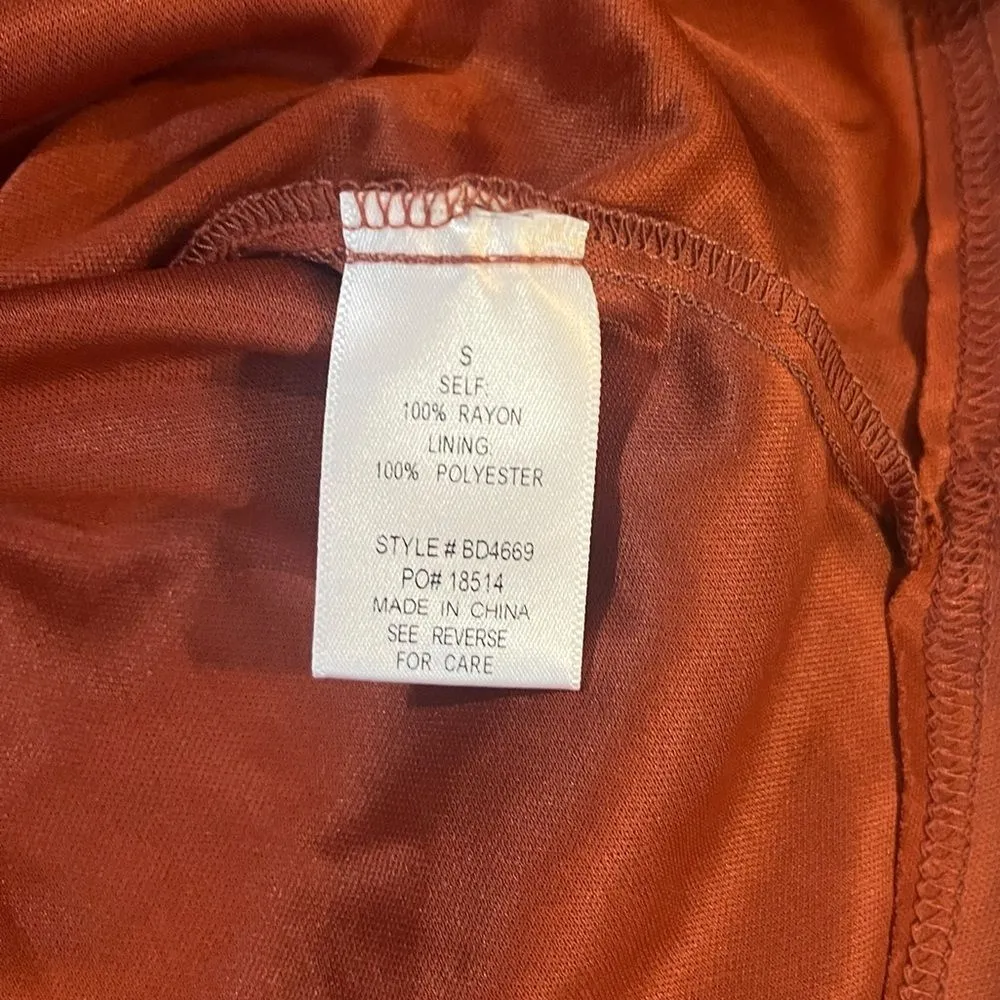 S
SELF:
100% RAYON
LINING:
100% POLYESTER
STYLE # BD4669
PO# 18514
MADE IN CHINA
SEE REVERSE
FOR CARE